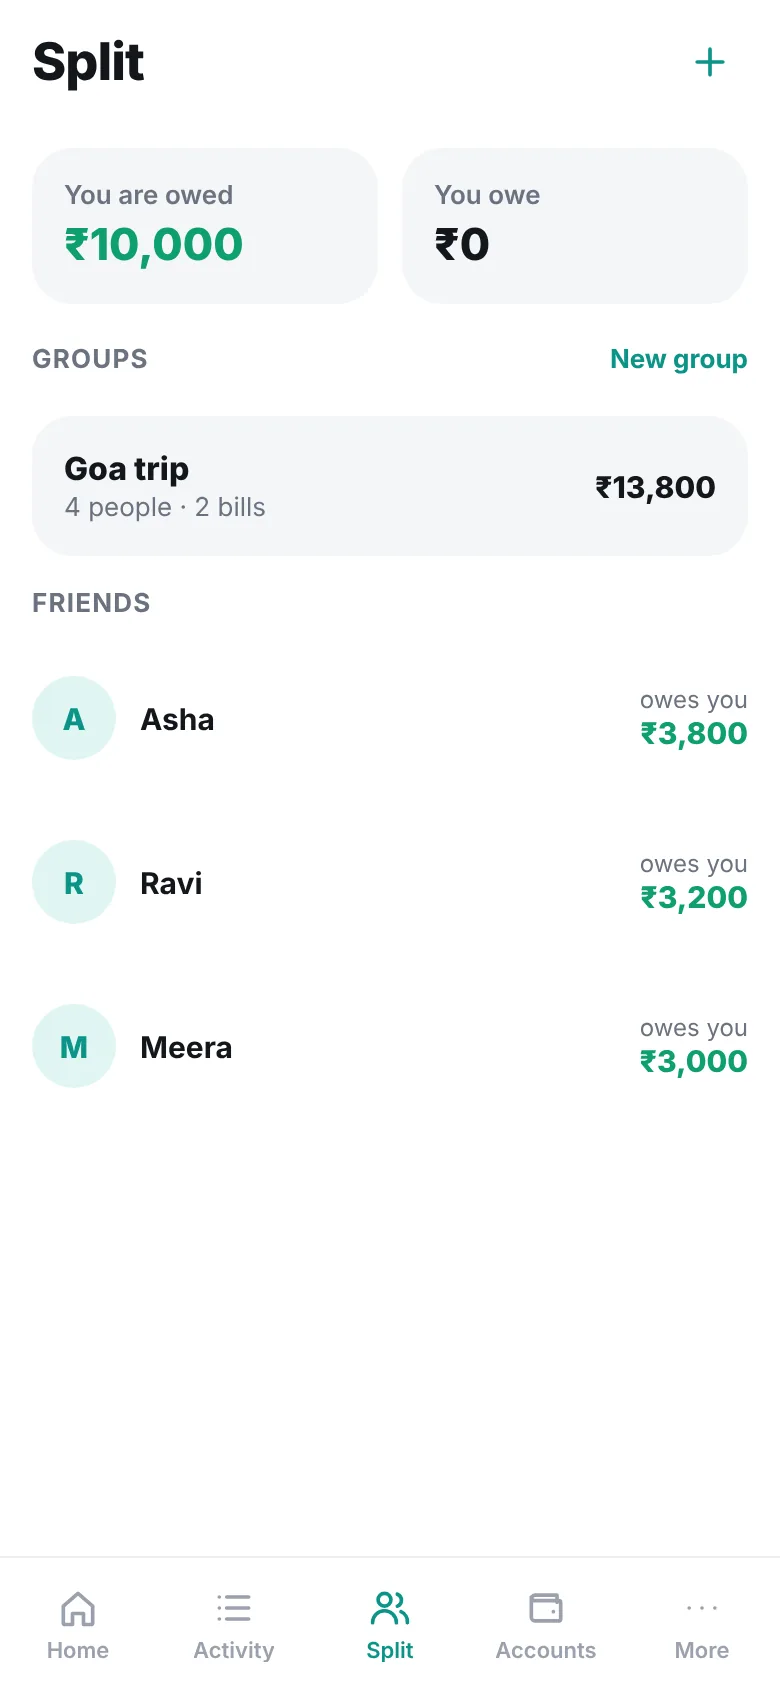 Split
You are owed
₹10,000
You owe
₹0
GROUPS
New group
Goa trip
4 people · 2 bills
₹13,800
FRIENDS
A
Asha
owes you
₹3,800
R
Ravi
owes you
₹3,200
M
Meera
owes you
₹3,000
Home
Activity
Split
Accounts
More